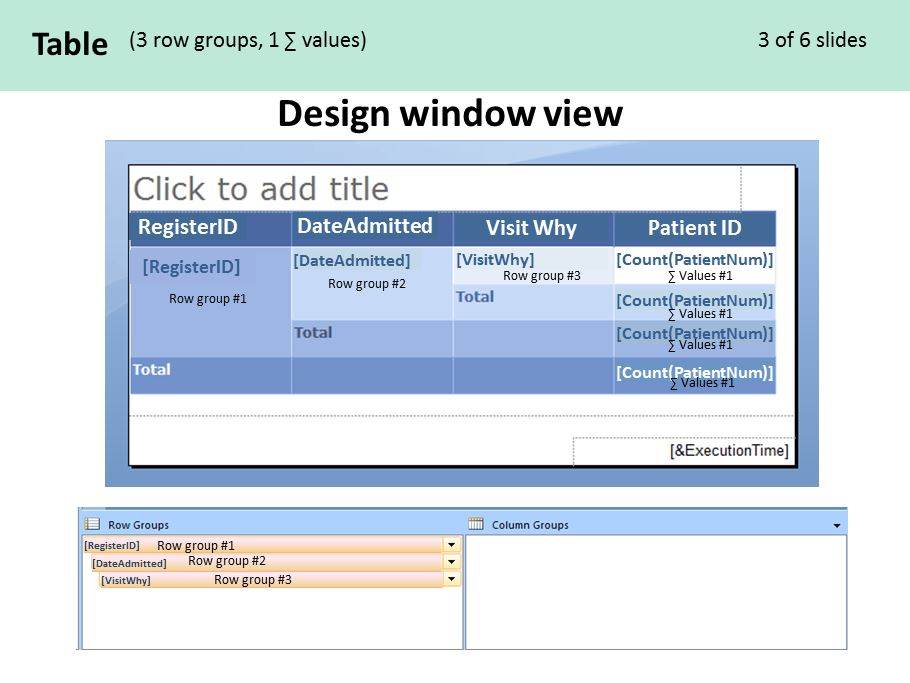 Table (3 row groups, 1 ∑ values) 3 of 6 slides
Design window view
Click to add title
RegisterID DateAdmitted Visit Why Patient ID
[RegisterID] [DateAdmitted] [VisitWhy] [Count(PatientNum)]
Row group #1 Row group #2 Row group #3 ∑ Values #1
Total [Count(PatientNum)]
∑ Values #1
Total [Count(PatientNum)]
∑ Values #1
Total [Count(PatientNum)]
∑ Values #1
[&ExecutionTime]
Row Groups Column Groups
[RegisterID] Row group #1
[DateAdmitted] Row group #2
[VisitWhy] Row group #3